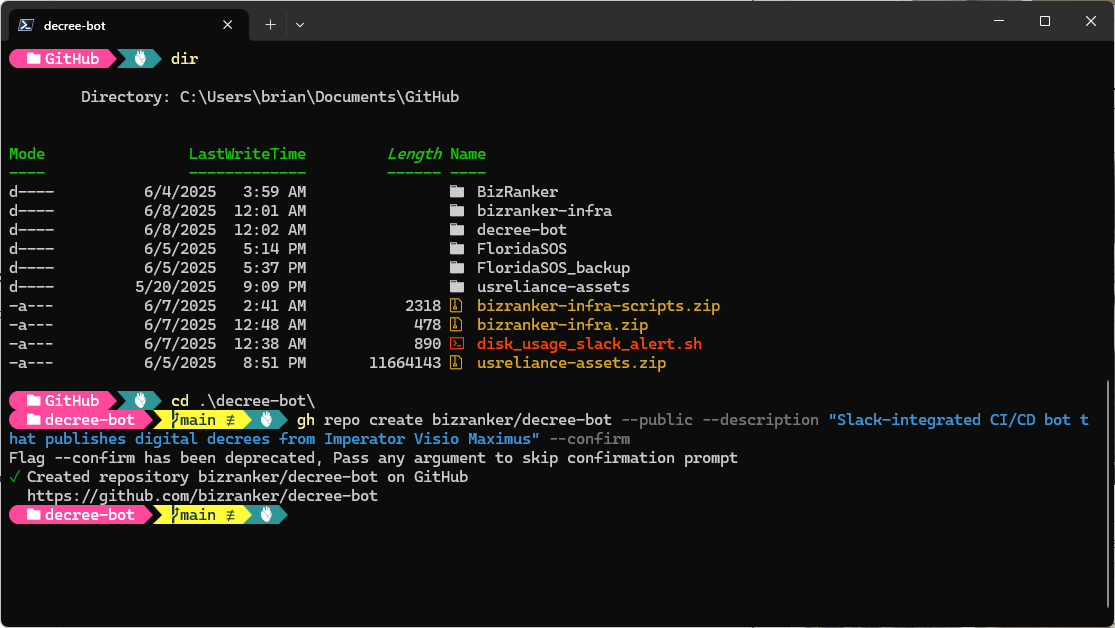 decree-bot
GitHub dir
Directory: C:\Users\brian\Documents\GitHub
Mode LastWriteTime Length Name
---- ------------- ------ ----
d---- 6/4/2025 3:59 AM BizRanker
d---- 6/8/2025 12:01 AM bizranker-infra
d---- 6/8/2025 12:02 AM decree-bot
d---- 6/5/2025 5:14 PM FloridaSOS
d---- 6/5/2025 5:37 PM FloridaSOS_backup
d---- 5/20/2025 9:09 PM usreliance-assets
-a--- 6/7/2025 2:41 AM 2318 bizranker-infra-scripts.zip
-a--- 6/7/2025 12:48 AM 478 bizranker-infra.zip
-a--- 6/7/2025 12:38 AM 890 disk_usage_slack_alert.sh
-a--- 6/5/2025 8:51 PM 11664143 usreliance-assets.zip
GitHub cd .\decree-bot\
decree-bot main ≢ gh repo create bizranker/decree-bot --public --description "Slack-integrated CI/CD bot t
hat publishes digital decrees from Imperator Visio Maximus" --confirm
Flag --confirm has been deprecated, Pass any argument to skip confirmation prompt
✓ Created repository bizranker/decree-bot on GitHub
https://github.com/bizranker/decree-bot
decree-bot main ≢